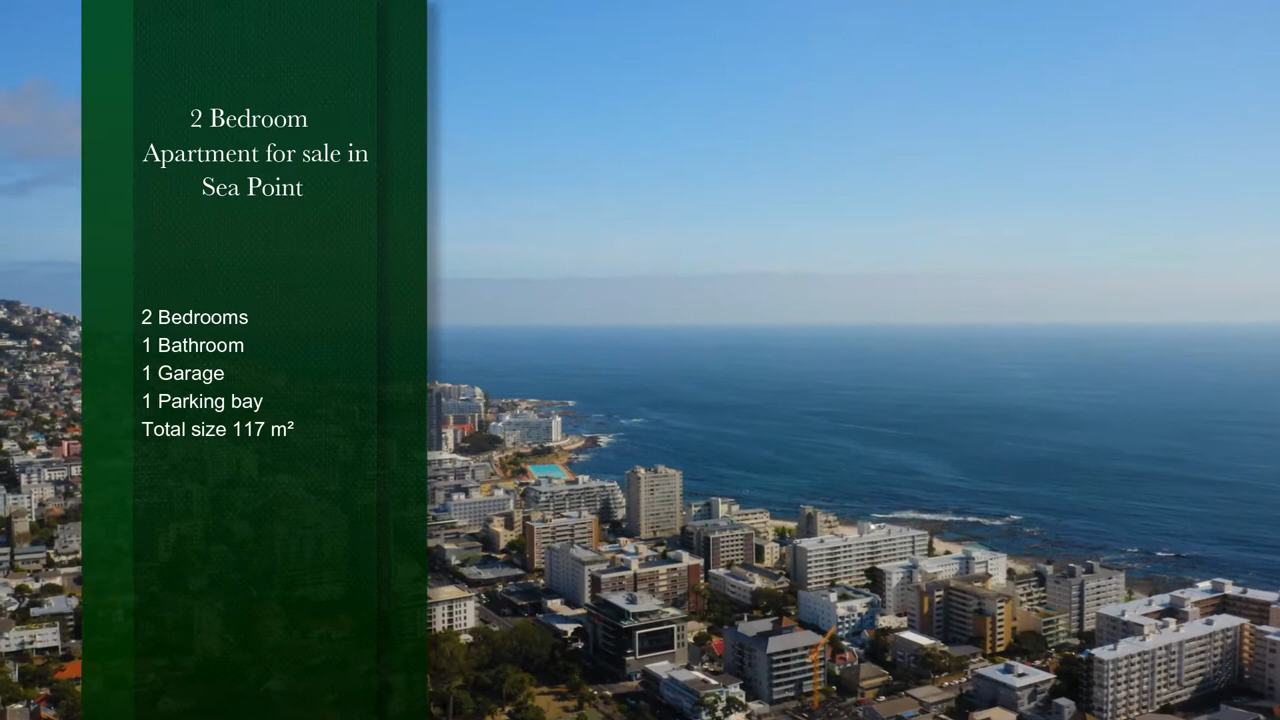 2 Bedroom
Apartment for sale in
Sea Point
2 Bedrooms
1 Bathroom
1 Garage
1 Parking bay
Total size 117 m²